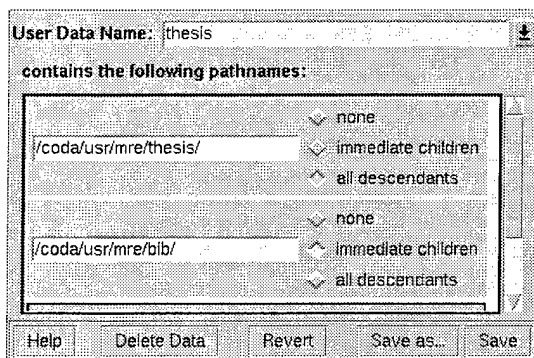 User Data Name: thesis
contains the following pathnames:
none
/coda/usr/mre/thesis/ immediate children
all descendants
none
/coda/usr/mre/bib/ immediate children
all descendants
Help Delete Data Revert Save as... Save